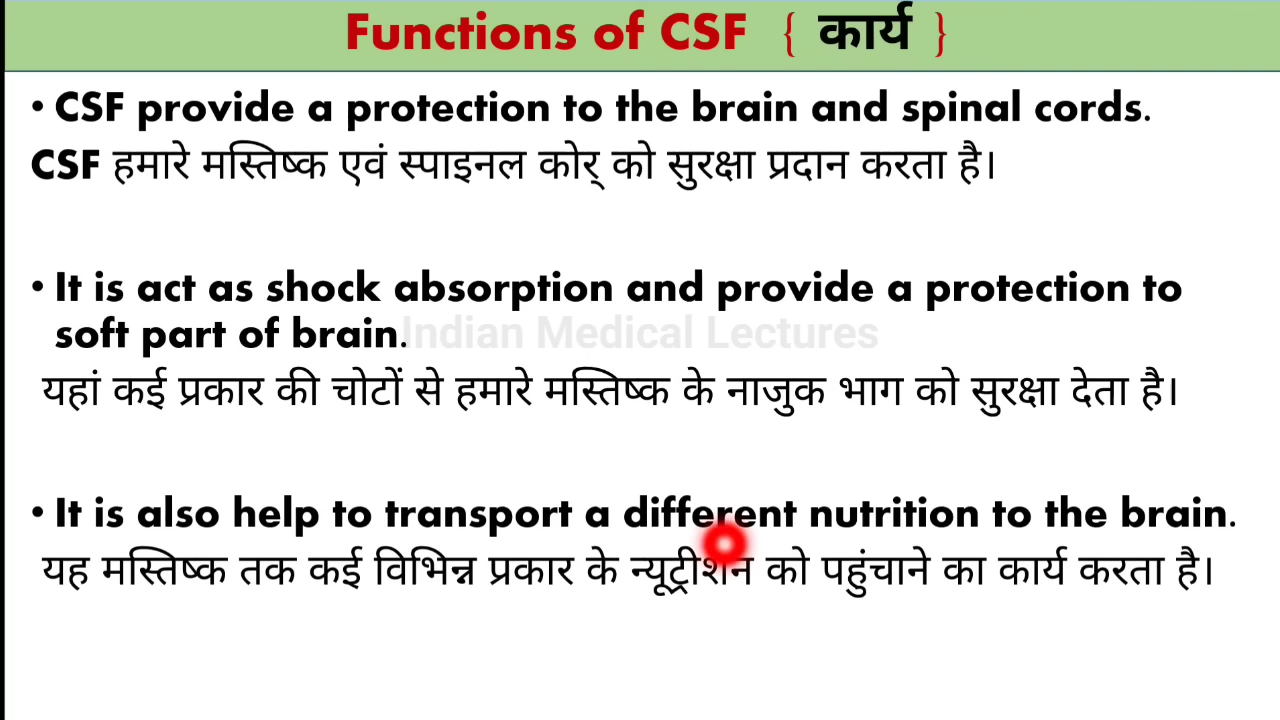 Functions of CSF { कार्य }
• CSF provide a protection to the brain and spinal cords.
CSF हमारे मस्तिष्क एवं स्पाइनल कोर् को सुरक्षा प्रदान करता है।
• It is act as shock absorption and provide a protection to
soft part of brain.
Indian Medical Lectures
यहां कई प्रकार की चोटों से हमारे मस्तिष्क के नाजुक भाग को सुरक्षा देता है।
• It is also help to transport a different nutrition to the brain.
यह मस्तिष्क तक कई विभिन्न प्रकार के न्यूट्रीशन को पहुंचाने का कार्य करता है।